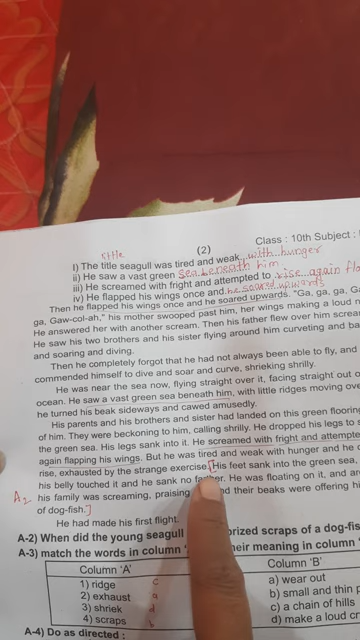 (2)
Class : 10th Subject :
little
I) The title seagull was tired and weak with hunger
ii) He saw a vast green sea beneath him
iii) He screamed with fright and attempted to rise again
iv) He flapped his wings once and he soared upwards
Then he flapped his wings once and he soared upwards. "Ga, ga, ga,
ga, Gaw-col-ah," his mother swooped past him, her wings making a loud
He answered her with another scream. Then his father flew over him
He saw his two brothers and his sister flying around him curveting and
and soaring and diving.
Then he completely forgot that he had not always been able to fly, and
commended himself to dive and soar and curve, shrieking shrilly.
He was near the sea now, flying straight over it, facing straight out
ocean. He saw a vast green sea beneath him, with little ridges moving
he turned his beak sideways and cawed amusedly.
His parents and his brothers and sister had landed on this green flooring
of him. They were beckoning to him, calling shrilly. He dropped his legs to
the green sea. His legs sank into it. He screamed with fright and attempted
again flapping his wings. But he was tired and weak with hunger and he
rise, exhausted by the strange exercise. [His feet sank into the green sea,
his belly touched it and he sank no He was floating on it, and
A2 his family was screaming, praising and their beaks were offering
of dog-fish.]
He had made his first flight.
A-2) When did the young seagull scraps of a
A-3) match the words in column meaning in column
Column 'A' Column 'B'
1) ridge c a) wear out
2) exhaust a b) small and thin
3) shriek d c) a chain of hills
4) scraps b d) make a loud
A-4) Do as directed :